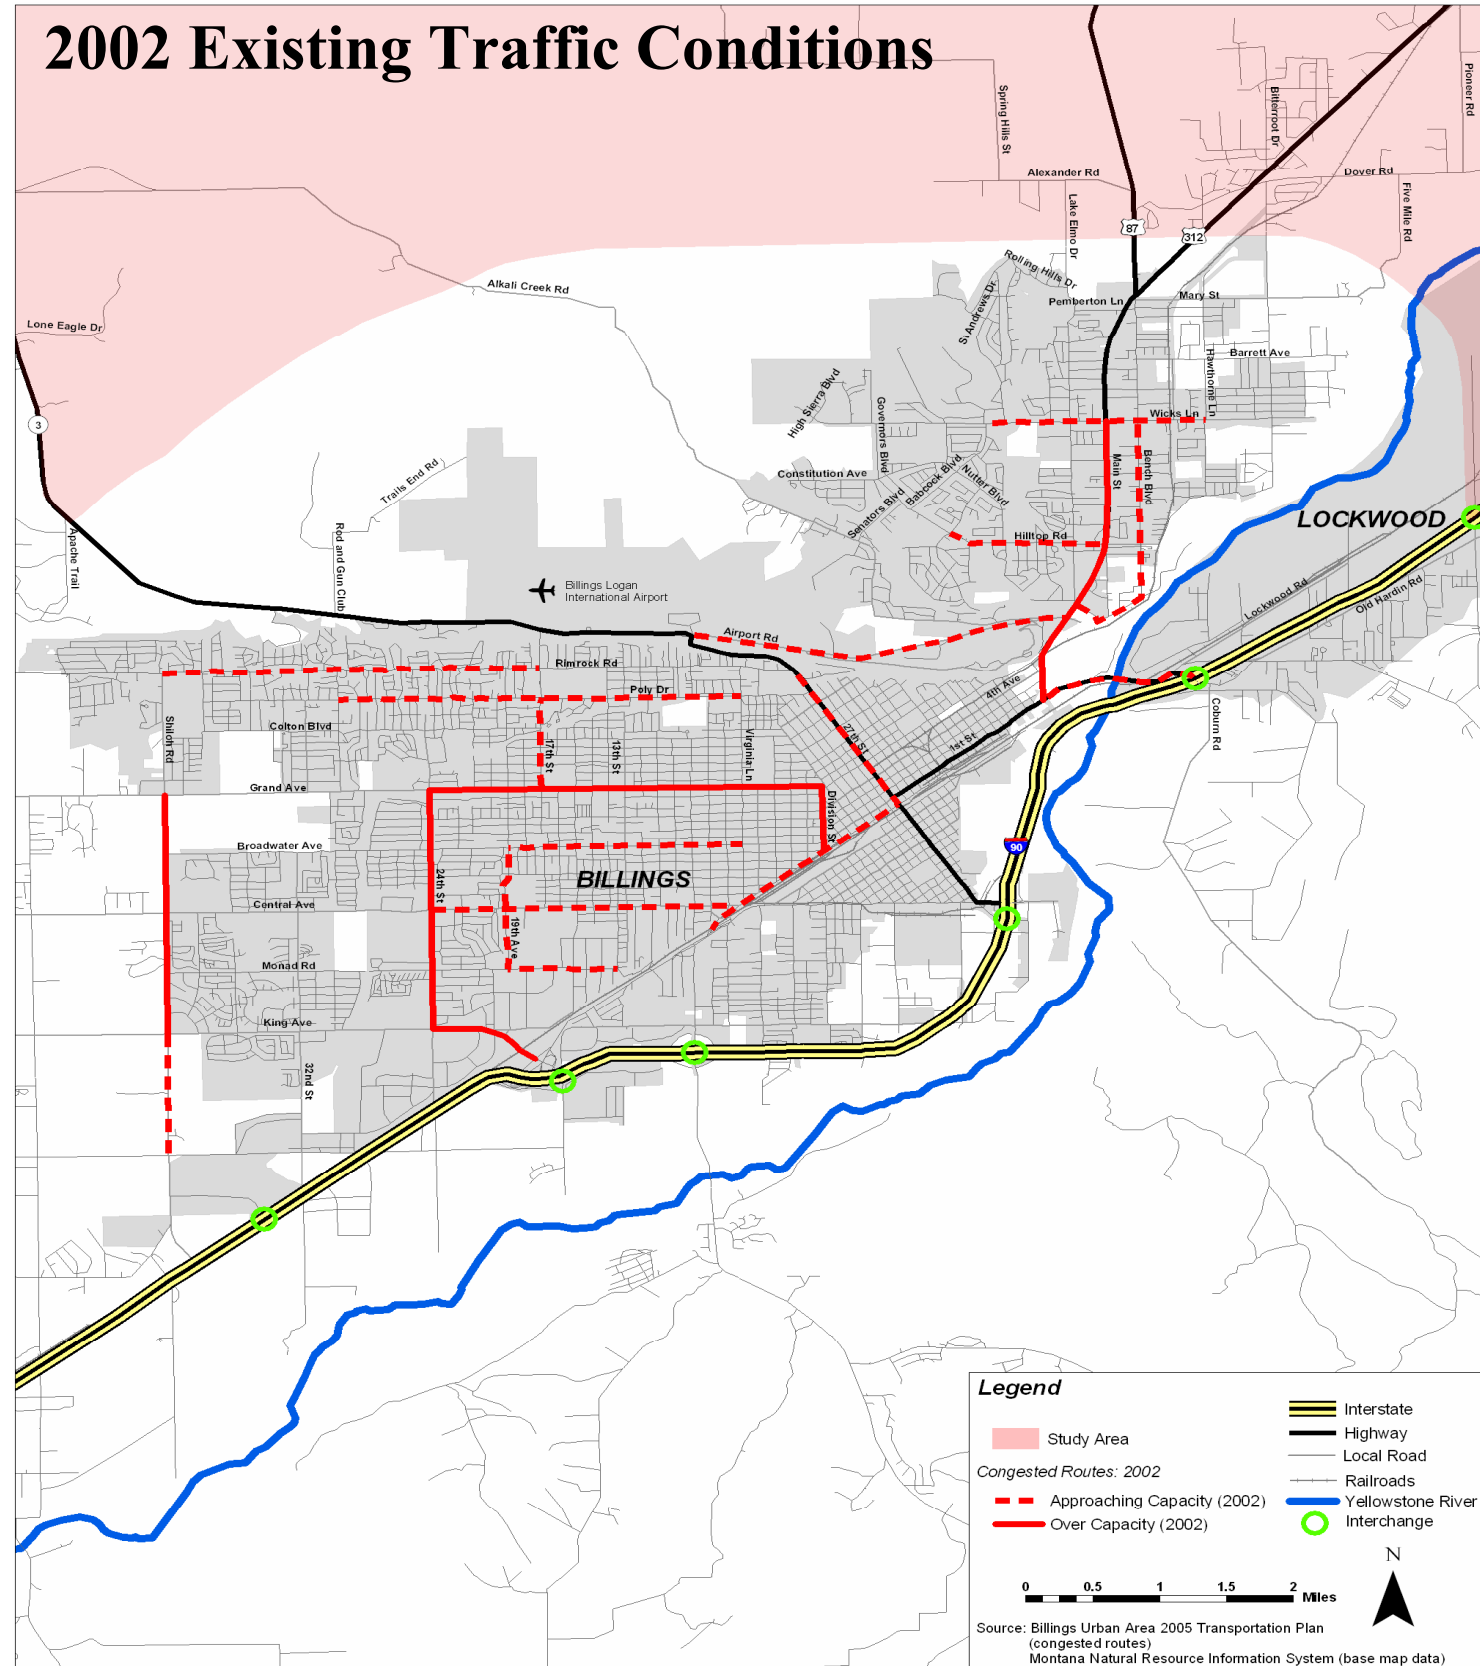 2002 Existing Traffic Conditions
Pioneer Rd
Spring Hills St
Bitterroot Dr
Alexander Rd
Dover Rd
Lake Elmo Dr
Five Mile Rd
87
312
Rolling Hills Dr
Alkali Creek Rd
St Andrews Dr
Pemberton Ln
Mary St
Lone Eagle Dr
Barrett Ave
Hawthorne Ln
High Sierra Blvd
Governors Blvd
Wicks Ln
3
Main St
Bench Blvd
Trails End Rd
Constitution Ave
Babcock Blvd
Nutter Blvd
Senators Blvd
LOCKWOOD
Apache Trail
Rod and Gun Club
Hilltop Rd
Billings Logan
International Airport
Lockwood Rd
Old Hardin Rd
Airport Rd
Rimrock Rd
Poly Dr
4th Ave
Shiloh Rd
Colton Blvd
17th St
13th St
Virginia Ln
27th St
1st St
Coburn Rd
Grand Ave
Division St
Broadwater Ave
90
24th St
BILLINGS
Central Ave
19th Ave
Monad Rd
King Ave
32nd St
Legend
Study Area
Congested Routes: 2002
Approaching Capacity (2002)
Over Capacity (2002)
Interstate
Highway
Local Road
Railroads
Yellowstone River
Interchange
N
0 0.5 1 1.5 2 Miles
Source: Billings Urban Area 2005 Transportation Plan
(congested routes)
Montana Natural Resource Information System (base map data)